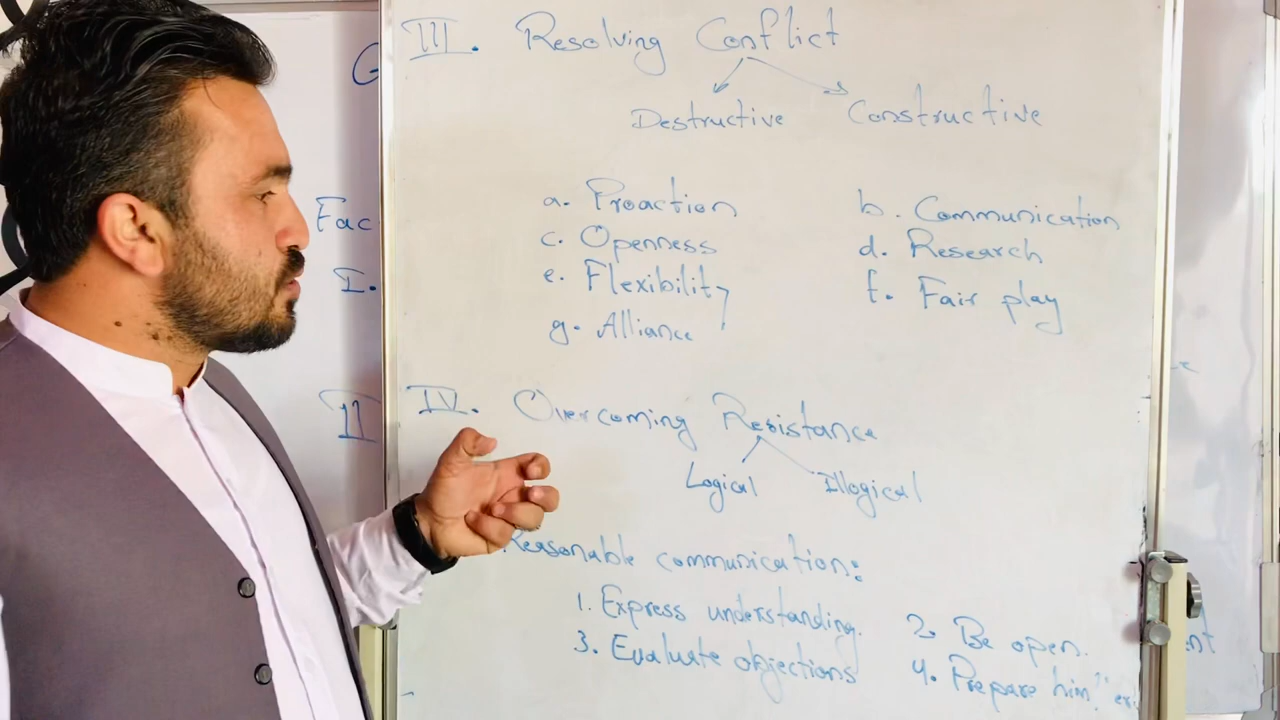 III. Resolving Conflict
Destructive Constructive
a. Proaction b. Communication
c. Openness d. Research
e. Flexibility f. Fair play
g. Alliance
IV. Overcoming Resistance
Logical Illogical
Reasonable communication:
1. Express understanding. 2. Be open.
3. Evaluate objections 4. Prepare him
Fac
I.
II
G